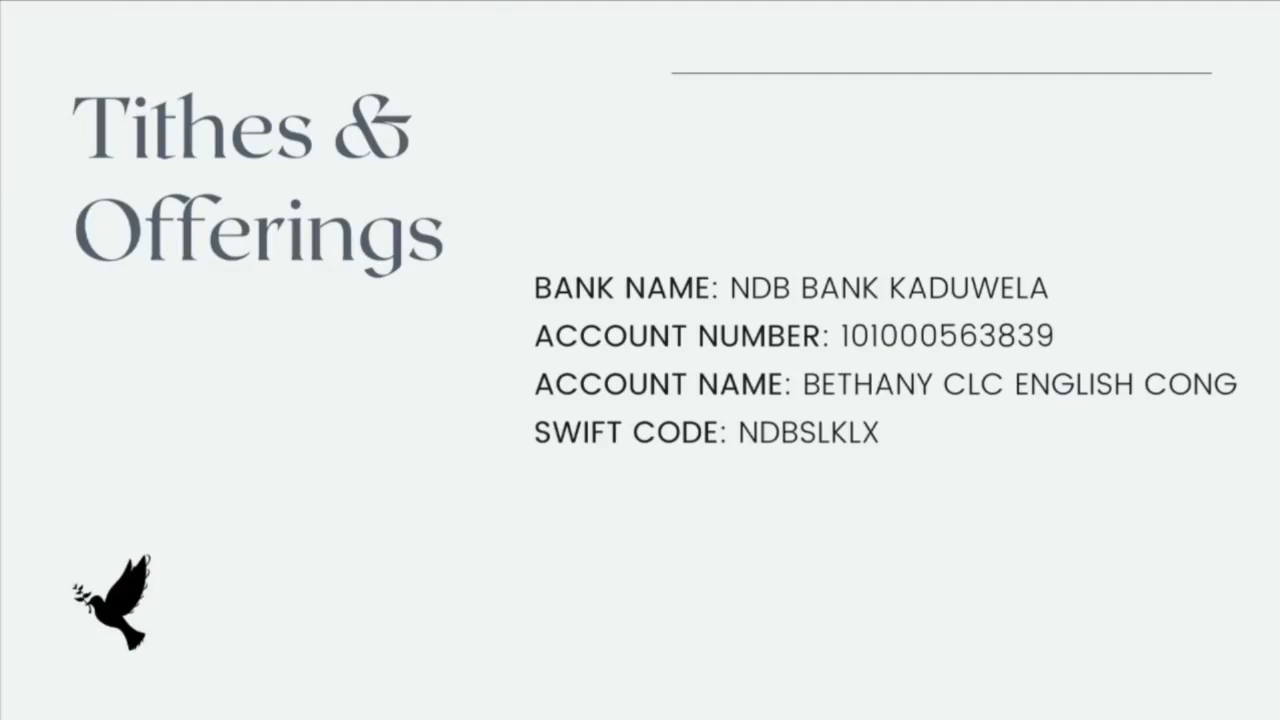 Tithes &
Offerings
BANK NAME: NDB BANK KADUWELA
ACCOUNT NUMBER: 101000563839
ACCOUNT NAME: BETHANY CLC ENGLISH CONG
SWIFT CODE: NDBSLKLX